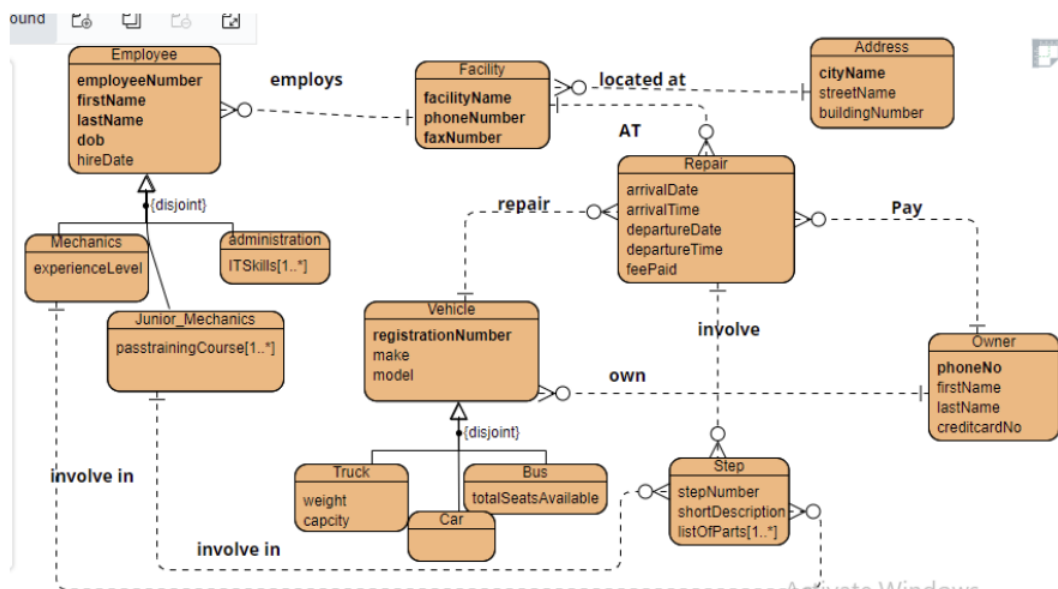 ound
Employee
employeeNumber
firstName
lastName
dob
hireDate
employs
Facility
facilityName
phoneNumber
faxNumber
located at
Address
cityName
streetName
buildingNumber
AT
{disjoint}
Mechanics
experienceLevel
administration
ITSkills[1..*]
Junior_Mechanics
passtrainingCourse[1..*]
repair
Repair
arrivalDate
arrivalTime
departureDate
departureTime
feePaid
Pay
Vehicle
registrationNumber
make
model
involve
Owner
phoneNo
firstName
lastName
creditcardNo
own
{disjoint}
Truck
weight
capcity
Car
Bus
totalSeatsAvailable
Step
stepNumber
shortDescription
listOfParts[1..*]
involve in
involve in
Activate Windows